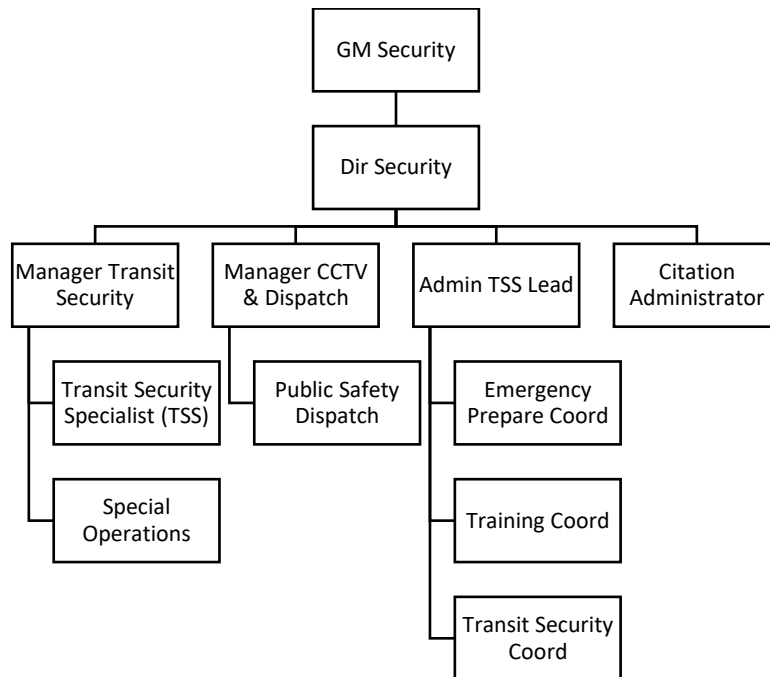 GM Security
Dir Security
Manager Transit
Security
Manager CCTV
& Dispatch
Admin TSS Lead
Citation
Administrator
Transit Security
Specialist (TSS)
Public Safety
Dispatch
Emergency
Prepare Coord
Special
Operations
Training Coord
Transit Security
Coord